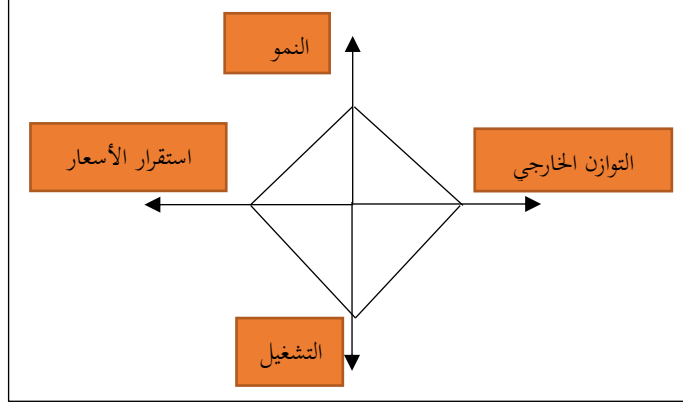 النمو
استقرار الأسعار
التوازن الخارجي
التشغيل